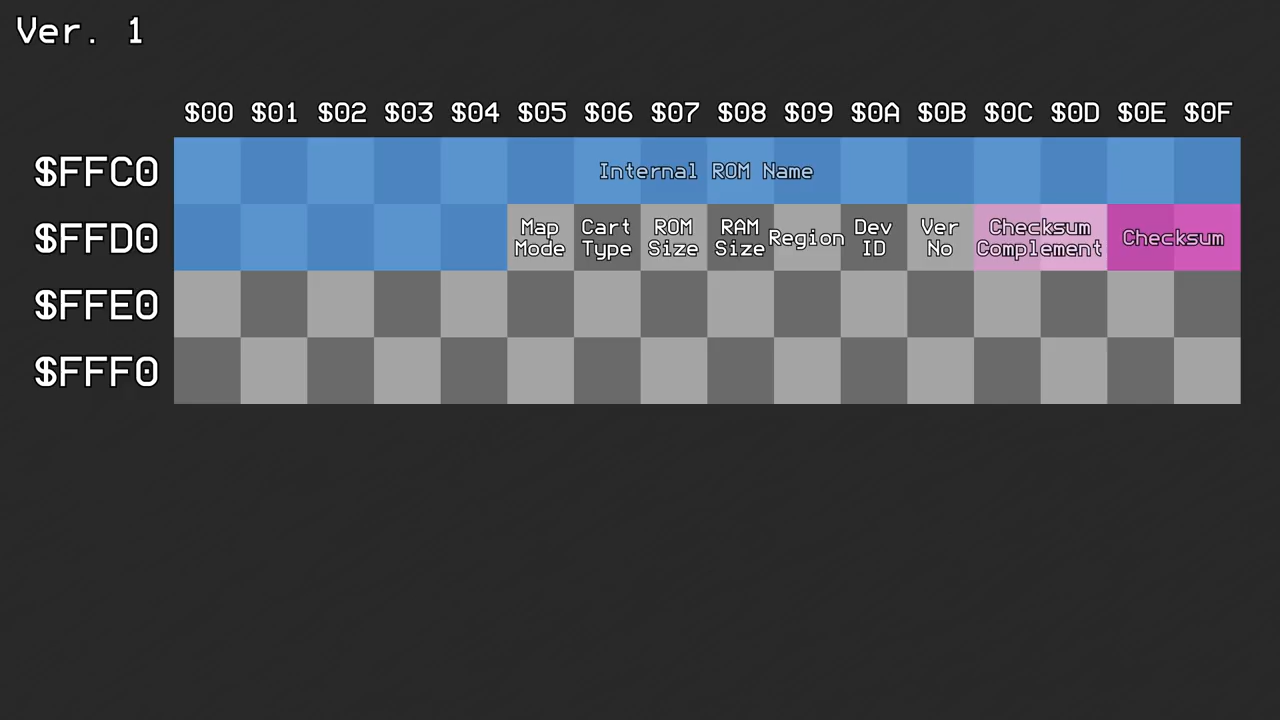 Ver. 1
$00 $01 $02 $03 $04 $05 $06 $07 $08 $09 $0A $0B $0C $0D $0E $0F
$FFC0 Internal ROM Name
$FFD0
Map
Mode
Cart
Type
ROM
Size
RAM
Size
Region
Dev
ID
Ver
No
Checksum
Complement
Checksum
$FFE0
$FFF0